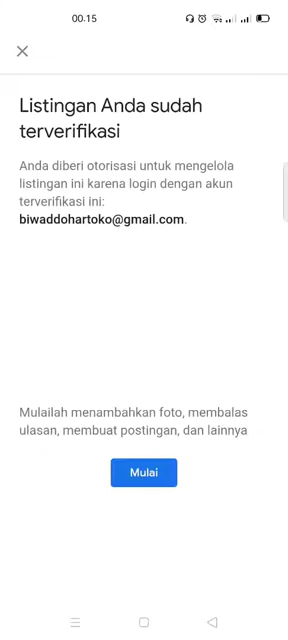 00.15
Listingan Anda sudah
terverifikasi
Anda diberi otorisasi untuk mengelola
listingan ini karena login dengan akun
terverifikasi ini:
biwaddohartoko@gmail.com.
Mulailah menambahkan foto, membalas
ulasan, membuat postingan, dan lainnya
Mulai